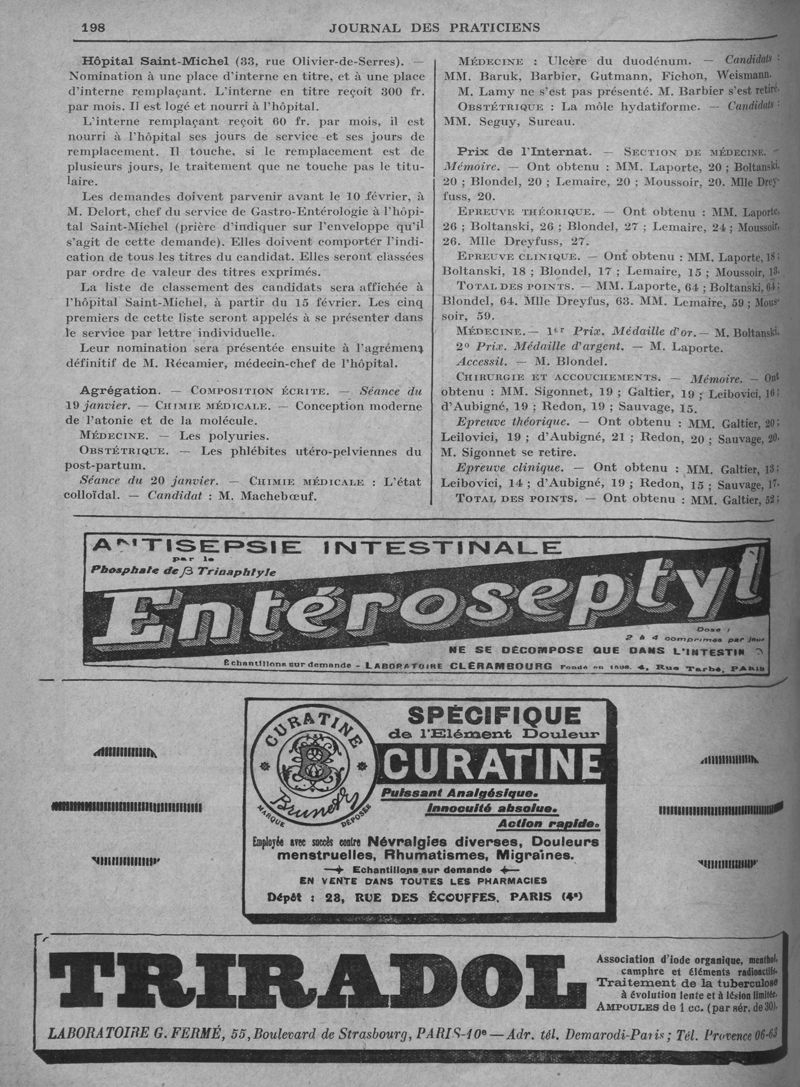 198 JOURNAL DES PRATICIENS
Hôpital Saint-Michel (33, rue Olivier-de-Serres). —
Nomination à une place d'interne en titre, et à une place
d'interne remplaçant. L'interne en titre reçoit 300 fr.
par mois. Il est logé et nourri à l'hôpital.
L'interne remplaçant reçoit 60 fr. par mois, il est
nourri à l'hôpital ses jours de service et ses jours de
remplacement. Il touche, si le remplacement est de
plusieurs jours, le traitement que ne touche pas le titu-
laire.
Les demandes doivent parvenir avant le 10 février, à
M. Delort, chef du service de Gastro-Entérologie à l'hôpi-
tal Saint-Michel (prière d'indiquer sur l'enveloppe qu'il
s'agit de cette demande). Elles doivent comporter l'indi-
cation de tous les titres du candidat. Elles seront classées
par ordre de valeur des titres exprimés.
La liste de classement des candidats sera affichée à
l'hôpital Saint-Michel, à partir du 15 février. Les cinq
premiers de cette liste seront appelés à se présenter dans
le service par lettre individuelle.
Leur nomination sera présentée ensuite à l'agrément
définitif de M. Récamier, médecin-chef de l'hôpital.
Agrégation. — COMPOSITION ÉCRITE. — Séance du
19 janvier. — CHIMIE MÉDICALE. — Conception moderne
de l'atonie et de la molécule.
MÉDECINE. — Les polyuries.
OBSTÉTRIQUE. — Les phlébites utéro-pelviennes du
post-partum.
Séance du 20 janvier. — CHIMIE MÉDICALE : L'état
colloïdal. — Candidat : M. Machebœuf.
MÉDECINE : Ulcère du duodénum. — Candidats :
MM. Baruk, Barbier, Gutmann, Fichon, Weismann.
M. Lamy ne s'est pas présenté. M. Barbier s'est retiré.
OBSTÉTRIQUE : La môle hydatiforme. — Candidats :
MM. Seguy, Sureau.
Prix de l'Internat. — SECTION DE MÉDECINE. —
Mémoire. — Ont obtenu : MM. Laporte, 20 ; Boltanski,
20 ; Blondel, 20 ; Lemaire, 20 ; Moussoir, 20. Mlle Drey-
fuss, 20.
EPREUVE THÉORIQUE. — Ont obtenu : MM. Laporte,
26 ; Boltanski, 26 ; Blondel, 27 ; Lemaire, 24 ; Moussoir,
26. Mlle Dreyfuss, 27.
EPREUVE CLINIQUE. — Ont obtenu : MM. Laporte, 18 ;
Boltanski, 18 ; Blondel, 17 ; Lemaire, 15 ; Moussoir, 13.
TOTAL DES POINTS. — MM. Laporte, 64 ; Boltanski, 64 ;
Blondel, 64. Mlle Dreyfus, 63. MM. Lemaire, 59 ; Mous-
soir, 59.
MÉDECINE. — 1er Prix. Médaille d'or. — M. Boltanski.
2e Prix. Médaille d'argent. — M. Laporte.
Accessit. — M. Blondel.
CHIRURGIE ET ACCOUCHEMENTS. — Mémoire. — Ont
obtenu : MM. Sigonnet, 19 ; Galtier, 19 ; Leibovici, 16 ;
d'Aubigné, 19 ; Redon, 19 ; Sauvage, 15.
Epreuve théorique. — Ont obtenu : MM. Galtier, 20 ;
Leilovici, 19 ; d'Aubigné, 21 ; Redon, 20 ; Sauvage, 20.
M. Sigonnet se retire.
Epreuve clinique. — Ont obtenu : MM. Galtier, 13 ;
Leibovici, 14 ; d'Aubigné, 19 ; Redon, 15 ; Sauvage, 17.
TOTAL DES POINTS. — Ont obtenu : MM. Galtier, 52 ;
ANTISEPSIE INTESTINALE
par le
Phosphate de β Trinaphtyle
Entéroseptyl
Dose :
2 à 4 comprimés par jour
NE SE DÉCOMPOSE QUE DANS L'INTESTIN
Echantillons sur demande - LABORATOIRE CLÉRAMBOURG Fondé en 4, Rue Tarbé, PARIS
CURATINE
Brunet
MARQUE DÉPOSÉE
SPÉCIFIQUE
de l'Elément Douleur
CURATINE
Puissant Analgésique.
Innocuité absolue.
Action rapide.
Employée avec succès contre Névralgies diverses, Douleurs
menstruelles, Rhumatismes, Migraines.
Echantillons sur demande
EN VENTE DANS TOUTES LES PHARMACIES
Dépôt : 28, RUE DES ÉCOUFFES, PARIS (4e)
TRIRADOL
Association d'iode organique, menthol,
camphre et éléments radioactifs.
Traitement de la tuberculose
à évolution lente et à lésion limitée.
AMPOULES de 1 cc. (par sér. de 30).
LABORATOIRE G. FERMÉ, 55, Boulevard de Strasbourg, PARIS-10e — Adr. tél. Demarodi-Paris ; Tél. Provence 06-63